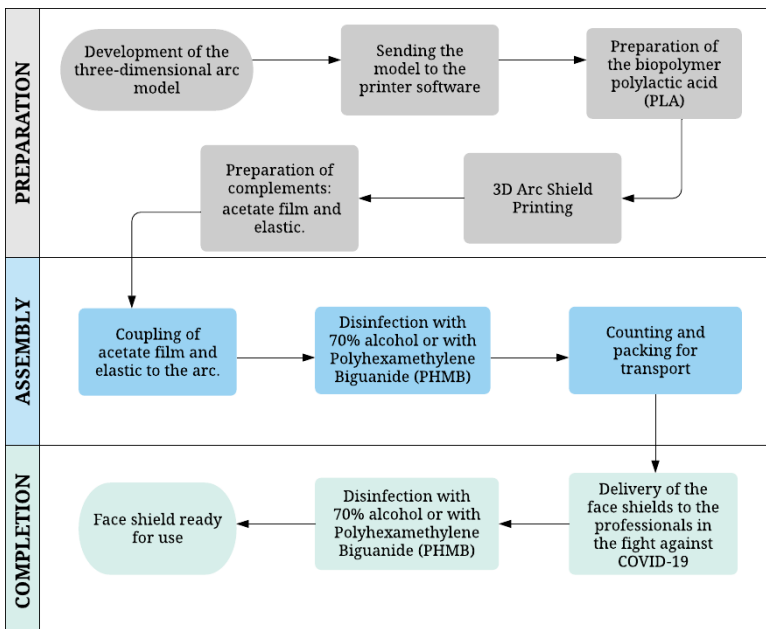 PREPARATION
Development of the
three-dimensional arc
model
Sending the
model to the
printer software
Preparation of
the biopolymer
polylactic acid
(PLA)
3D Arc Shield
Printing
Preparation of
complements:
acetate film and
elastic.
ASSEMBLY
Coupling of
acetate film and
elastic to the arc.
Disinfection with
70% alcohol or with
Polyhexamethylene
Biguanide (PHMB)
Counting and
packing for
transport
COMPLETION
Delivery of the
face shields to the
professionals in
the fight against
COVID-19
Disinfection with
70% alcohol or with
Polyhexamethylene
Biguanide (PHMB)
Face shield ready
for use